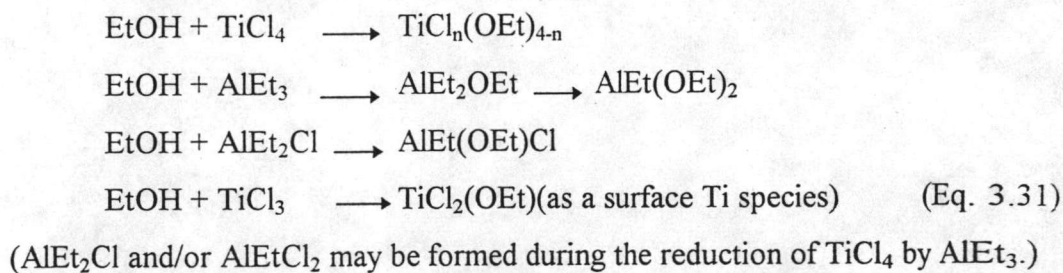 EtOH + TiCl₄ ⟶ TiClₙ(OEt)₄₋ₙ
EtOH + AlEt₃ ⟶ AlEt₂OEt ⟶ AlEt(OEt)₂
EtOH + AlEt₂Cl ⟶ AlEt(OEt)Cl
EtOH + TiCl₃ ⟶ TiCl₂(OEt)(as a surface Ti species) (Eq. 3.31)
(AlEt₂Cl and/or AlEtCl₂ may be formed during the reduction of TiCl₄ by AlEt₃.)